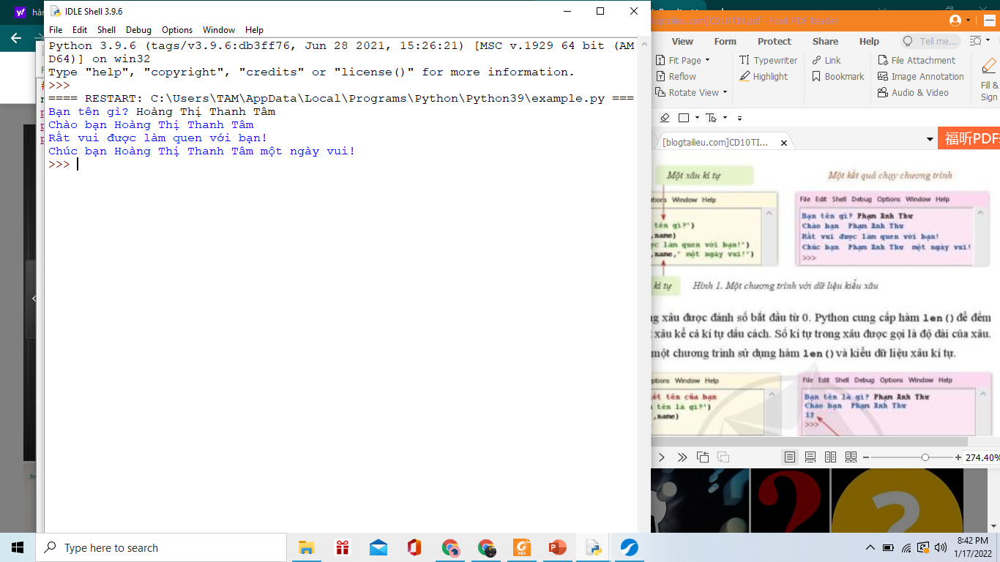 hàn
IDLE Shell 3.9.6
File Edit Shell Debug Options Window Help
Python 3.9.6 (tags/v3.9.6:db3ff76, Jun 28 2021, 15:26:21) [MSC v.1929 64 bit (AM
D64)] on win32
Type "help", "copyright", "credits" or "license()" for more information.
>>>
==== RESTART: C:\Users\TAM\AppData\Local\Programs\Python\Python39\example.py ===
Bạn tên gì? Hoàng Thị Thanh Tâm
Chào bạn Hoàng Thị Thanh Tâm
Rất vui được làm quen với bạn!
Chúc bạn Hoàng Thị Thanh Tâm một ngày vui!
>>>
blogtailieu.com]CD10TIN.pdf - Foxit PDF Reader
View Form Protect Share Help Tell me...
Fit Page
Reflow
Rotate View
Typewriter
Highlight
Link
Bookmark
File Attachment
Image Annotation
Audio & Video
Fill &
Sign
[blogtailieu.com]CD10TI...
福昕PDF
Một xâu kí tự
Một kết quả chạy chương trình
Window Help
tên gì?")
,name)
ợc làm quen với bạn!")
,name," một ngày vui!")
File Edit Shell Debug Options Window Help
Bạn tên gì? Phạm Anh Thư
Chào bạn Phạm Anh Thư
Rất vui được làm quen với bạn!
Chúc bạn Phạm Anh Thư một ngày vui!
>>>
kí tự
Hình 1. Một chương trình với dữ liệu kiểu xâu
ng xâu được đánh số bắt đầu từ 0. Python cung cấp hàm len() để đếm
xâu kể cả kí tự dấu cách. Số kí tự trong xâu được gọi là độ dài của xâu.
một chương trình sử dụng hàm len() và kiểu dữ liệu xâu kí tự.
ptions Window Help
ết tên của bạn
tên là gì?")
,name)
File Edit Shell Debug Options Window Help
Bạn tên là gì? Phạm Anh Thư
Chào bạn Phạm Anh Thư
12
>>>
274.40%
Type here to search
8:42 PM
1/17/2022